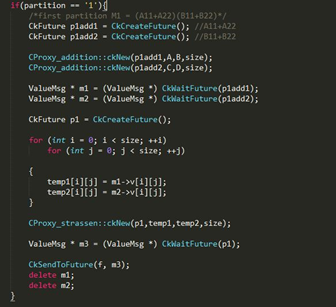 if(partition == '1'){
/*first partition M1 = (A11+A22)(B11+B22)*/
CkFuture p1add1 = CkCreateFuture(); //A11+A22
CkFuture p1add2 = CkCreateFuture(); //B11+B22
CProxy_addition::ckNew(p1add1,A,B,size);
CProxy_addition::ckNew(p1add2,C,D,size);
ValueMsg * m1 = (ValueMsg *) CkWaitFuture(p1add1);
ValueMsg * m2 = (ValueMsg *) CkWaitFuture(p1add2);
CkFuture p1 = CkCreateFuture();
for (int i = 0; i < size; ++i)
for (int j = 0; j < size; ++j)
{
temp1[i][j] = m1->v[i][j];
temp2[i][j] = m2->v[i][j];
}
CProxy_strassen::ckNew(p1,temp1,temp2,size);
ValueMsg * m3 = (ValueMsg *) CkWaitFuture(p1);
CkSendToFuture(f, m3);
delete m1;
delete m2;
}